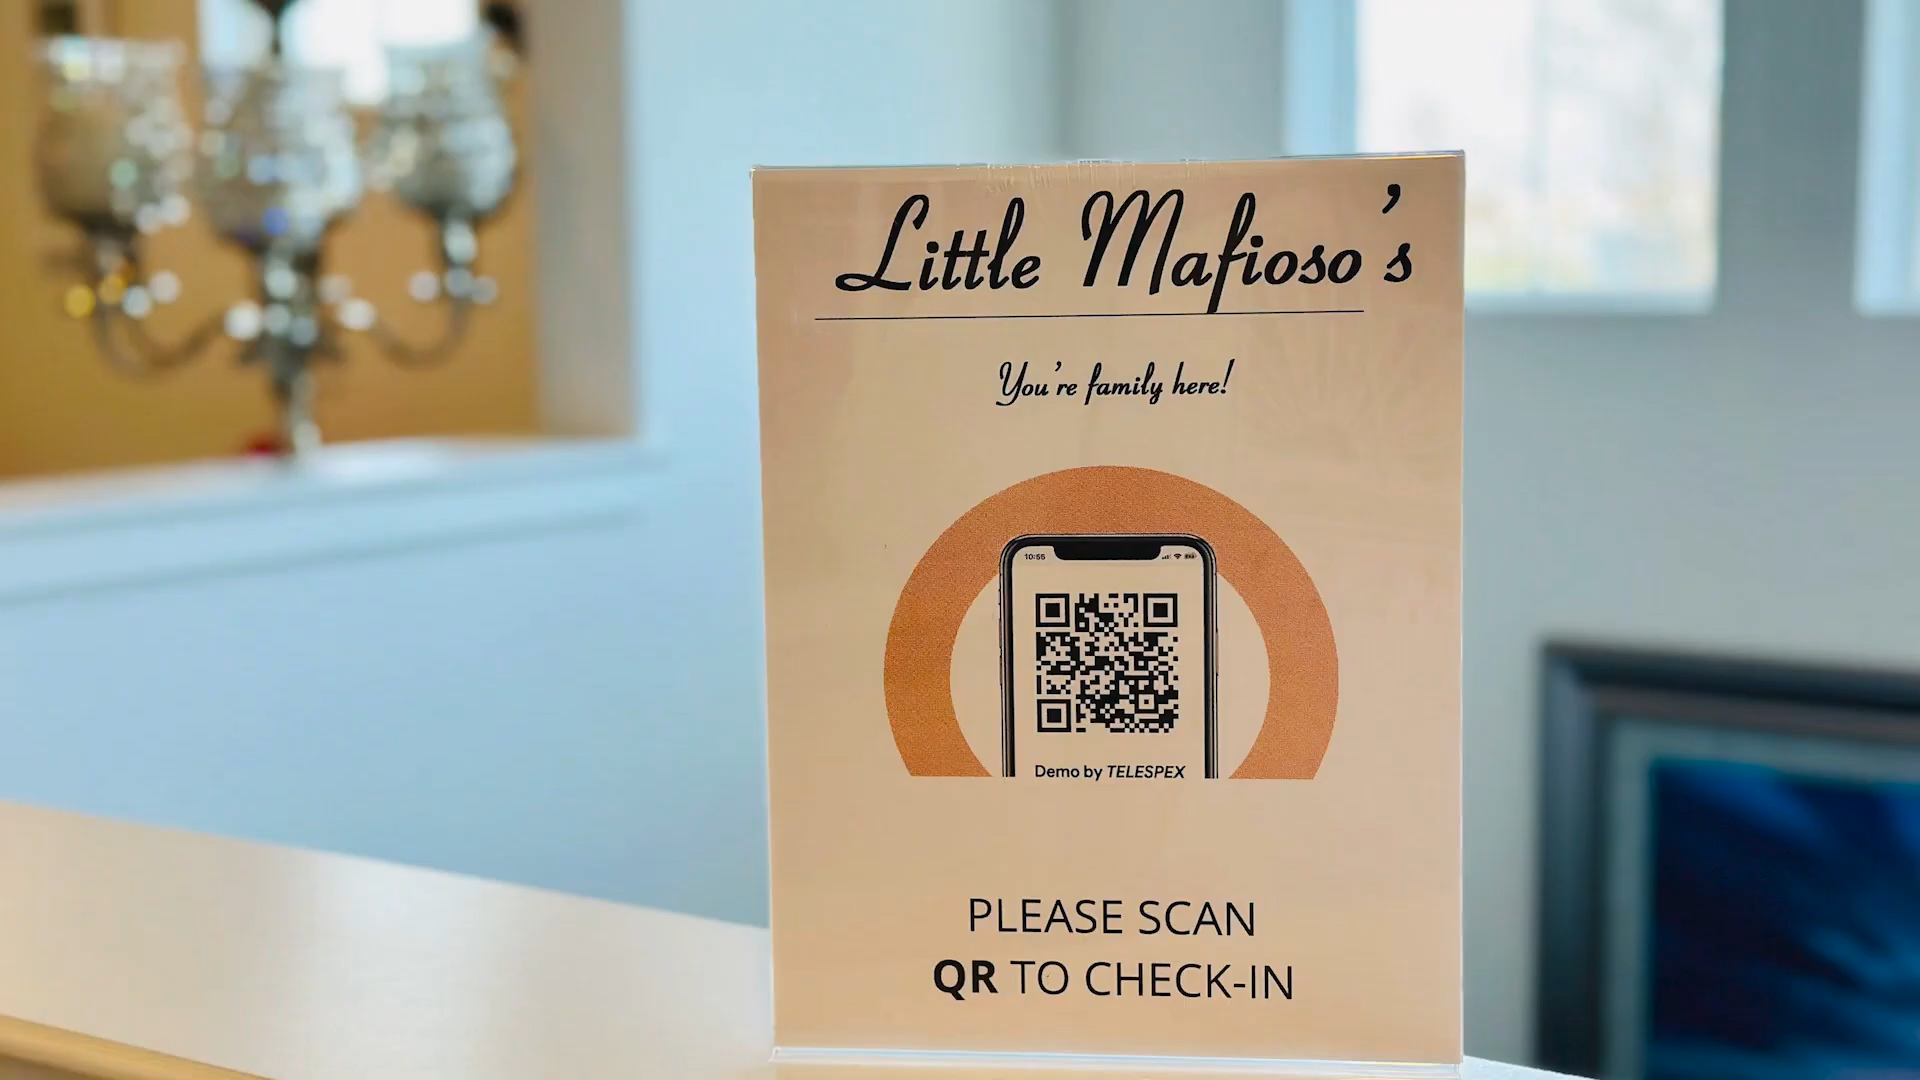 Little Mafioso's
You're family here!
10:55
Demo by TELESPEX
PLEASE SCAN
QR TO CHECK-IN